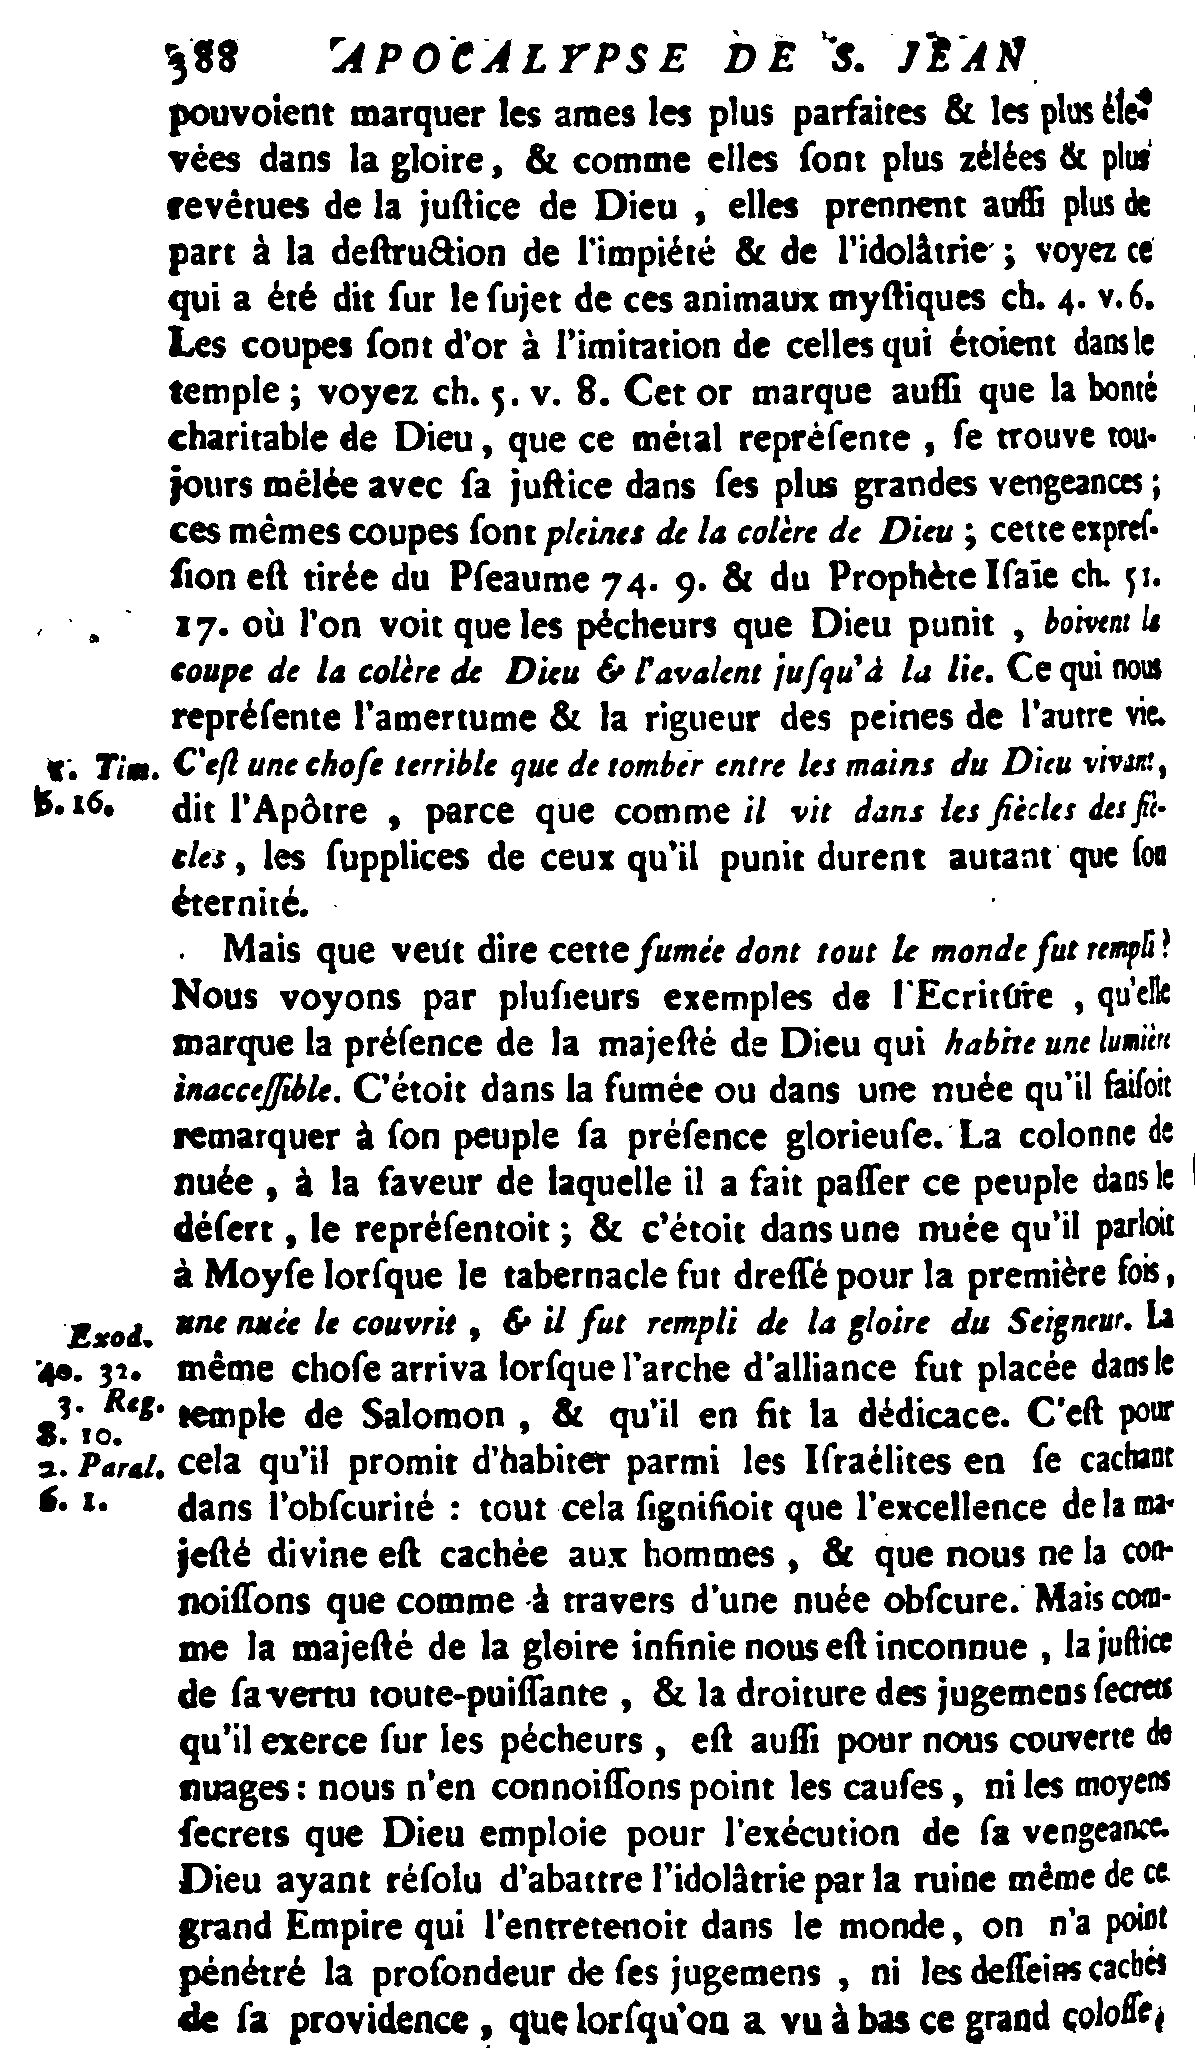 388 APOCALYPSE DE S. JEAN
pouvoient marquer les ames les plus parfaites & les plus éle-
vées dans la gloire, & comme elles ſont plus zélées & plus
revêtues de la juſtice de Dieu, elles prennent auſſi plus de
part à la deſtruction de l'impiété & de l'idolâtrie; voyez ce
qui a été dit ſur le ſujet de ces animaux myſtiques ch. 4. v. 6.
Les coupes ſont d'or à l'imitation de celles qui étoient dans le
temple; voyez ch. 5. v. 8. Cet or marque auſſi que la bonté
charitable de Dieu, que ce métal repréſente, ſe trouve tou-
jours mêlée avec ſa juſtice dans ſes plus grandes vengeances;
ces mêmes coupes ſont pleines de la colère de Dieu; cette expreſ-
ſion eſt tirée du Pſeaume 74. 9. & du Prophète Iſaïe ch. 51.
17. où l'on voit que les pécheurs que Dieu punit, boivent la
coupe de la colère de Dieu & l'avalent juſqu'à la lie. Ce qui nous
repréſente l'amertume & la rigueur des peines de l'autre vie.
1. Tim. C'eſt une choſe terrible que de tomber entre les mains du Dieu vivant,
6. 16. dit l'Apôtre, parce que comme il vit dans les ſiècles des ſiè-
cles, les ſupplices de ceux qu'il punit durent autant que ſon
éternité.
Mais que veut dire cette fumée dont tout le monde fut rempli?
Nous voyons par pluſieurs exemples de l'Ecriture, qu'elle
marque la préſence de la majeſté de Dieu qui habite une lumière
inacceſſible. C'étoit dans la fumée ou dans une nuée qu'il faiſoit
remarquer à ſon peuple ſa préſence glorieuſe. La colonne de
nuée, à la faveur de laquelle il a fait paſſer ce peuple dans le
déſert, le repréſentoit; & c'étoit dans une nuée qu'il parloit
à Moyſe lorſque le tabernacle fut dreſſé pour la première fois,
Exod. une nuée le couvrit, & il fut rempli de la gloire du Seigneur. La
40. 32. même choſe arriva lorſque l'arche d'alliance fut placée dans le
3. Reg. temple de Salomon, & qu'il en fit la dédicace. C'eſt pour
8. 10.
2. Paral. cela qu'il promit d'habiter parmi les Iſraélites en ſe cachant
6. 1. dans l'obſcurité: tout cela ſignifioit que l'excellence de la ma-
jeſté divine eſt cachée aux hommes, & que nous ne la con-
noiſſons que comme à travers d'une nuée obſcure. Mais com-
me la majeſté de la gloire infinie nous eſt inconnue, la juſtice
de ſa vertu toute-puiſſante, & la droiture des jugemens ſecrets
qu'il exerce ſur les pécheurs, eſt auſſi pour nous couverte de
nuages: nous n'en connoiſſons point les cauſes, ni les moyens
ſecrets que Dieu emploie pour l'exécution de ſa vengeance.
Dieu ayant réſolu d'abattre l'idolâtrie par la ruine même de ce
grand Empire qui l'entretenoit dans le monde, on n'a point
pénétré la profondeur de ſes jugemens, ni les deſſeins cachés
de ſa providence, que lorſqu'on a vu à bas ce grand coloſſe,